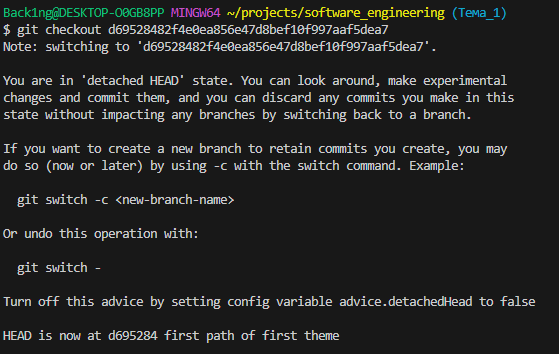 Back1ng@DESKTOP-O0GB8PP MINGW64 ~/projects/software_engineering (Тема_1)
$ git checkout d69528482f4e0ea856e47d8bef10f997aaf5dea7
Note: switching to 'd69528482f4e0ea856e47d8bef10f997aaf5dea7'.
You are in 'detached HEAD' state. You can look around, make experimental
changes and commit them, and you can discard any commits you make in this
state without impacting any branches by switching back to a branch.
If you want to create a new branch to retain commits you create, you may
do so (now or later) by using -c with the switch command. Example:
git switch -c <new-branch-name>
Or undo this operation with:
git switch -
Turn off this advice by setting config variable advice.detachedHead to false
HEAD is now at d695284 first path of first theme